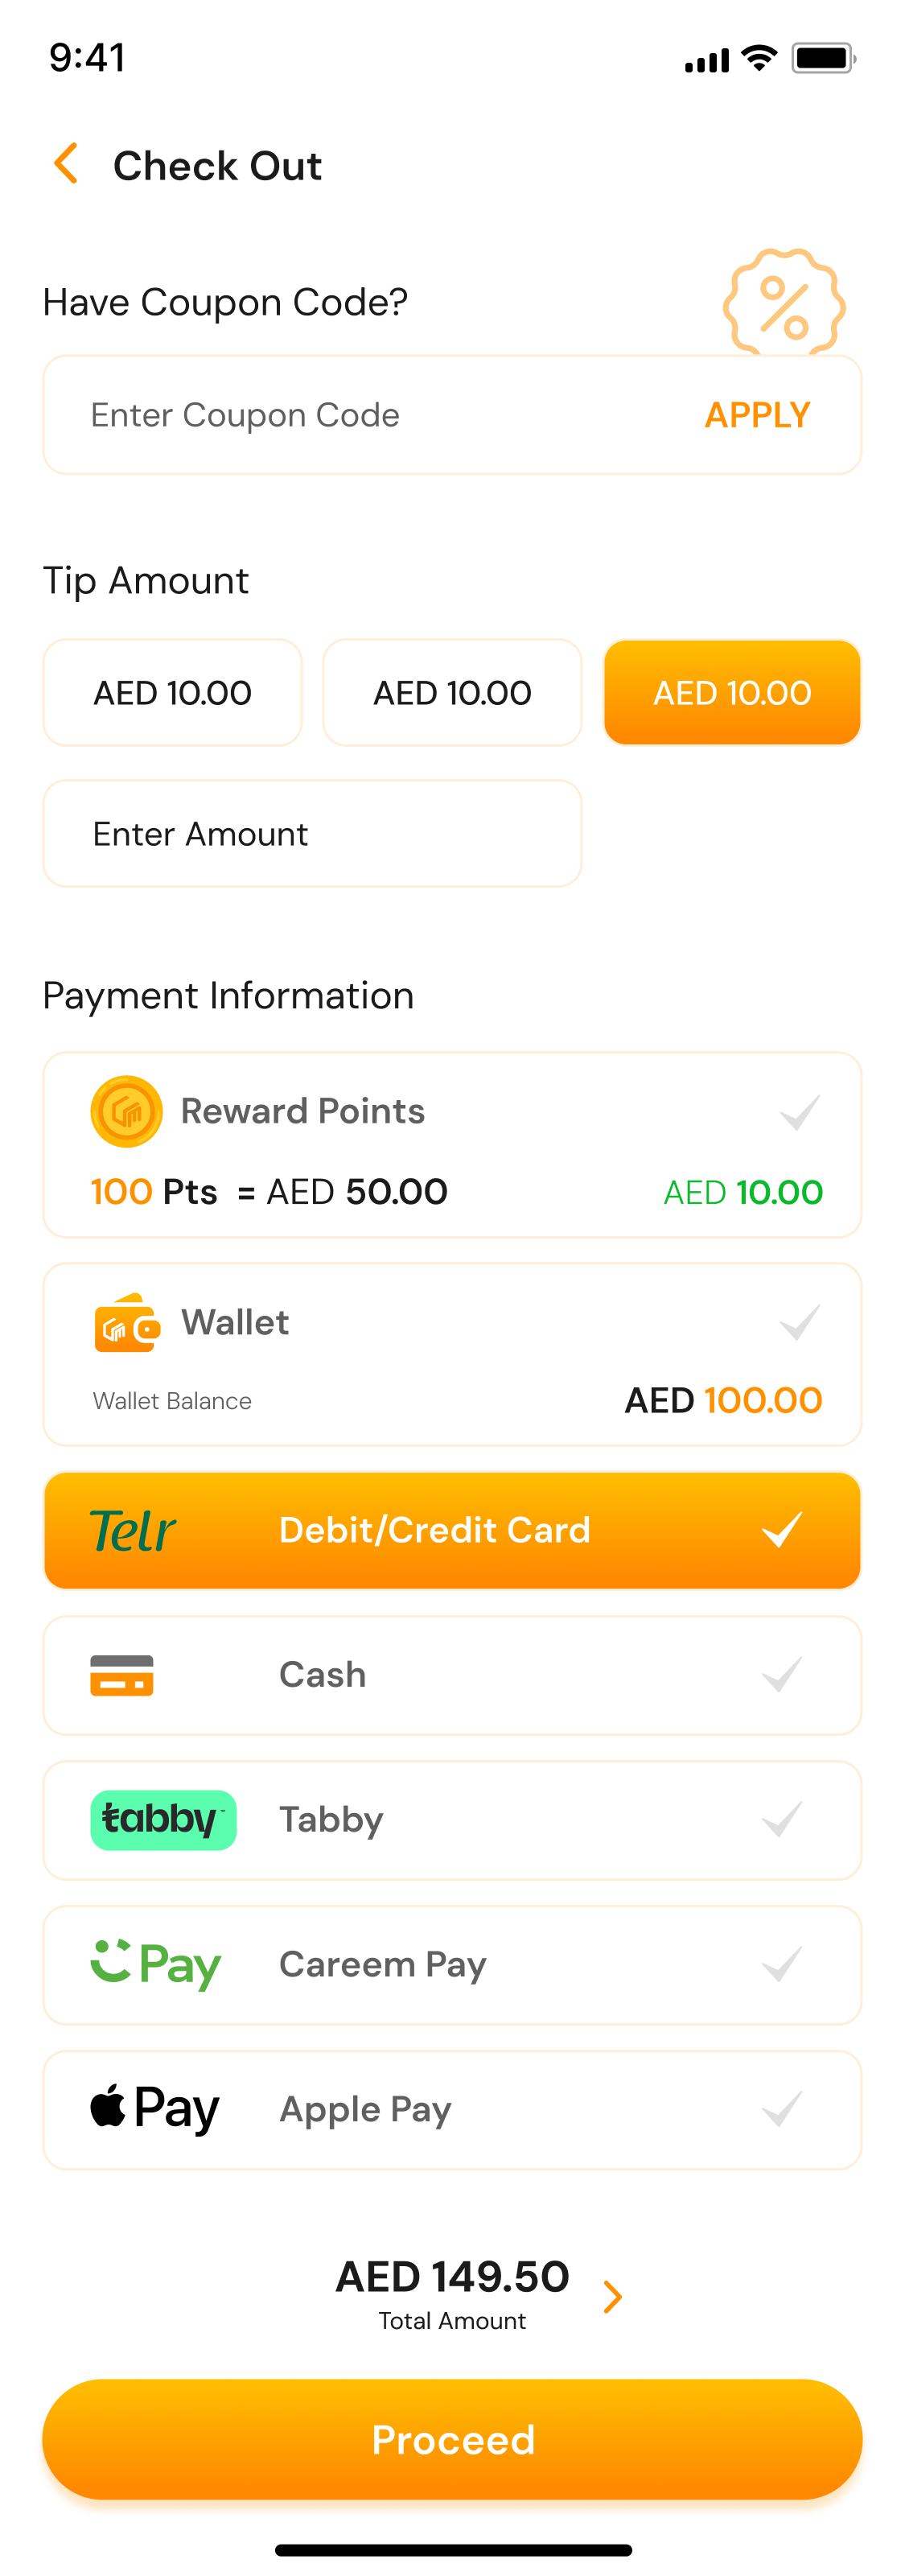 9:41
Check Out
Have Coupon Code?
Enter Coupon Code APPLY
Tip Amount
AED 10.00 AED 10.00 AED 10.00
Enter Amount
Payment Information
Reward Points
100 Pts = AED 50.00 AED 10.00
Wallet
Wallet Balance AED 100.00
Telr Debit/Credit Card
Cash
tabby™ Tabby
Pay Careem Pay
Pay Apple Pay
AED 149.50
Total Amount
Proceed